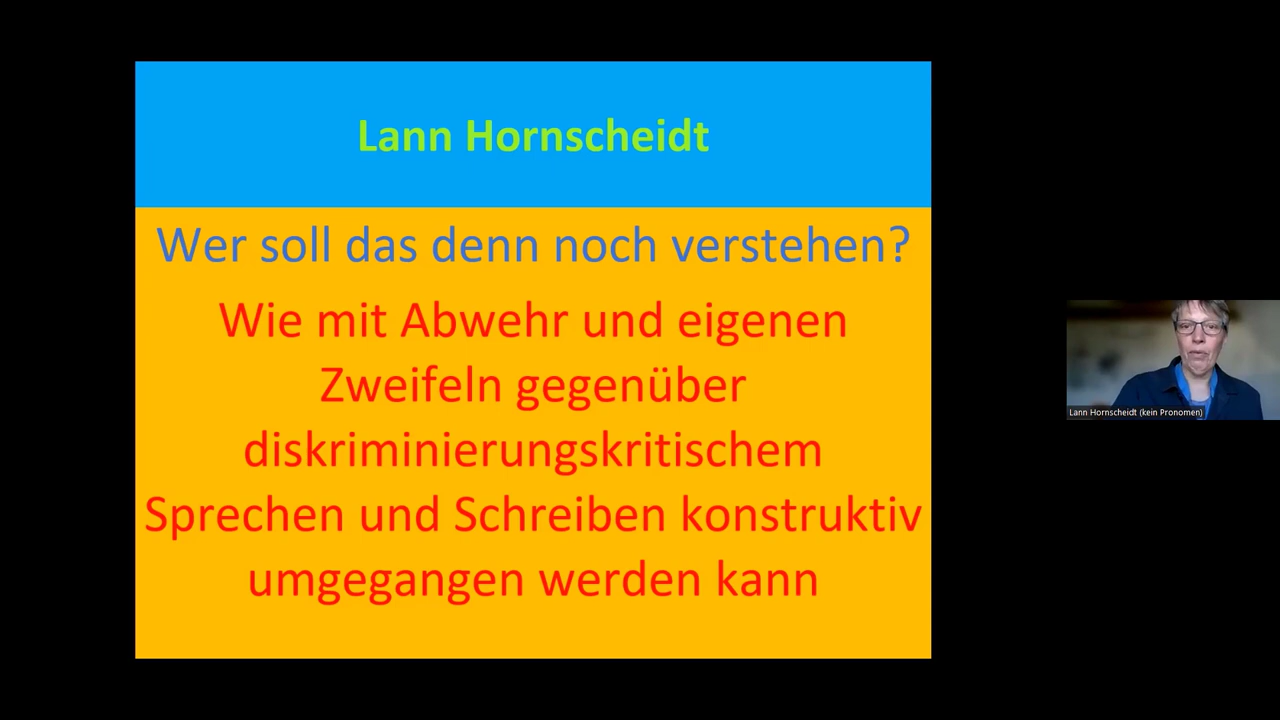 Lann Hornscheidt
Wer soll das denn noch verstehen?
Wie mit Abwehr und eigenen
Zweifeln gegenüber
diskriminierungskritischem
Sprechen und Schreiben konstruktiv
umgegangen werden kann
Lann Hornscheidt (kein Pronomen)